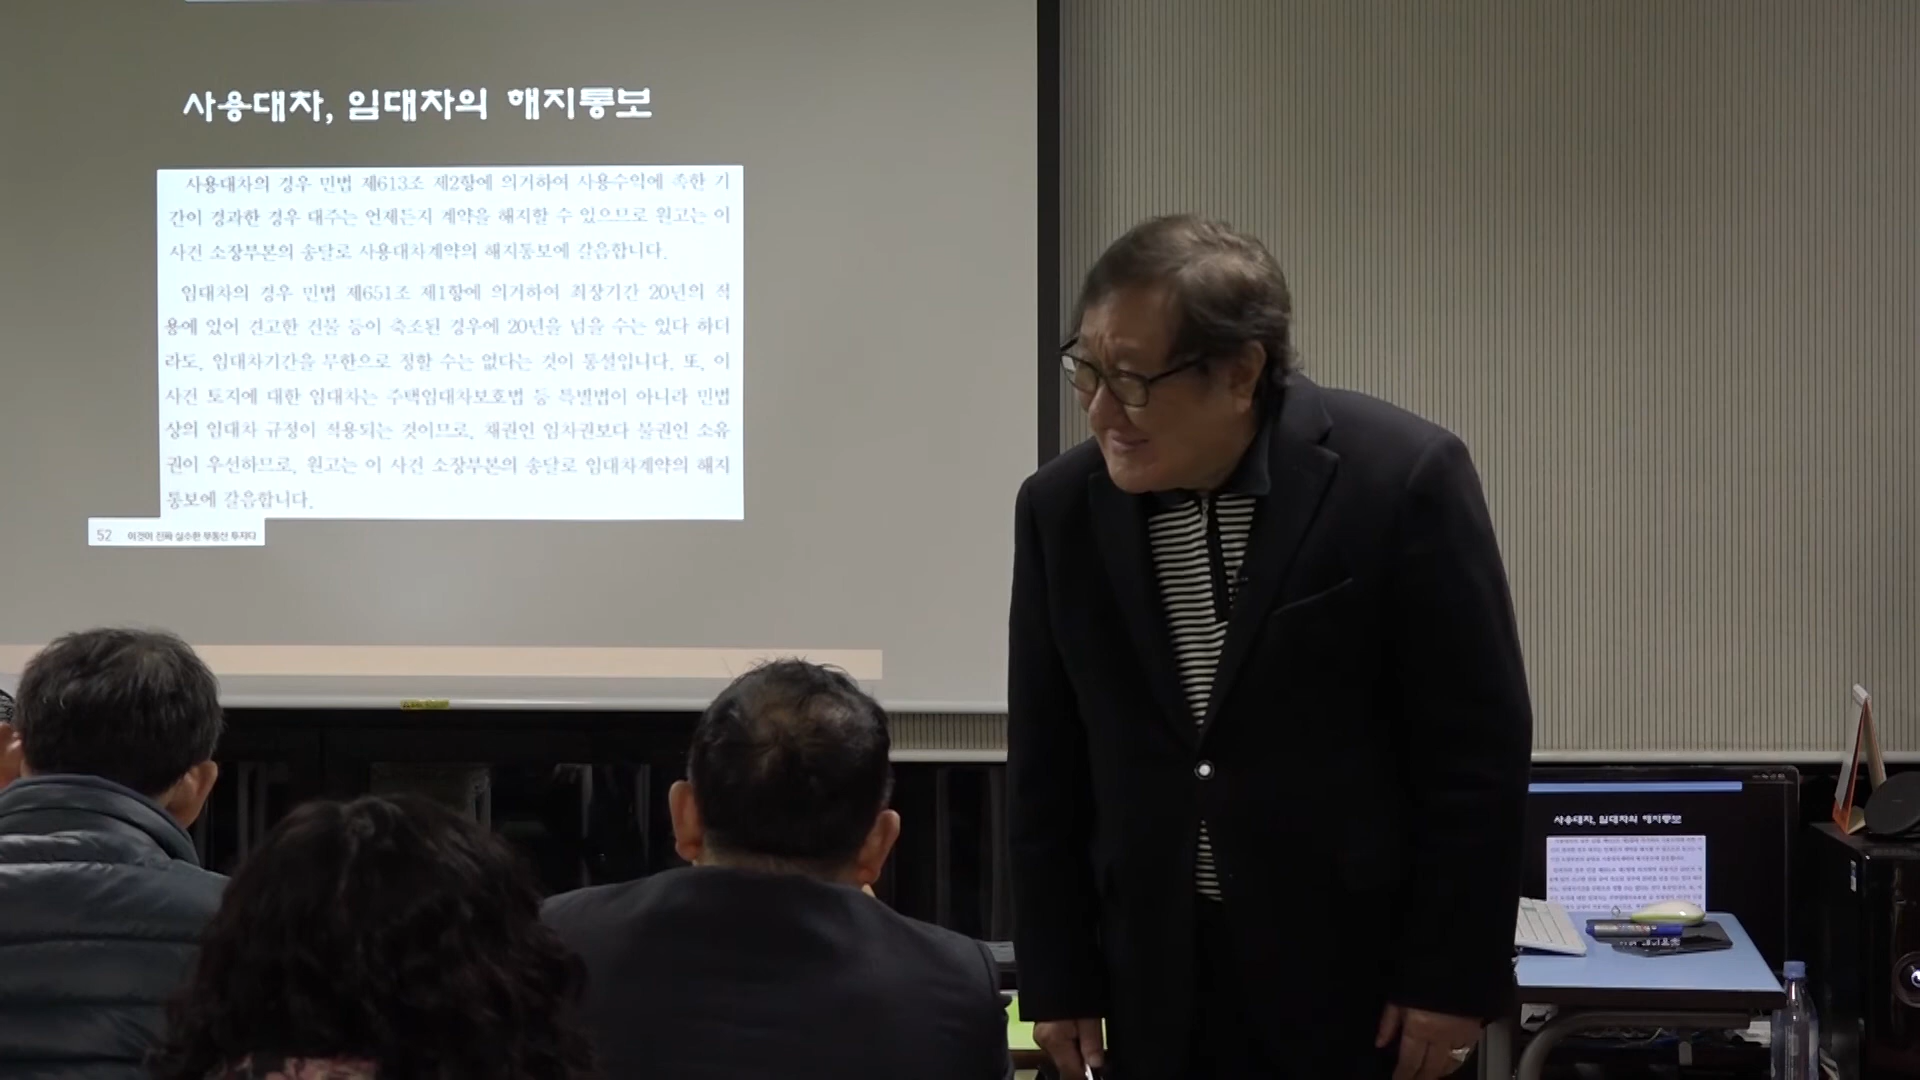 사용대차, 임대차의 해지통보
사용대차의 경우 민법 제613조 제2항에 의거하여 사용수익에 족한 기
간이 경과한 경우 대주는 언제든지 계약을 해지할 수 있으므로 원고는 이
사건 소장부본의 송달로 사용대차계약의 해지통보에 갈음합니다.
임대차의 경우 민법 제651조 제1항에 의거하여 최상기간 20년의 적
용에 있어 견고한 건물 등이 축조된 경우에 20년을 넘을 수는 있다 하더
라도, 임대차기간을 무한으로 정할 수는 없다는 것이 통설입니다. 또, 이
사건 토지에 대한 임대차는 주택임대차보호법 등 특별법이 아니라 민법
상의 임대차 규정이 적용되는 것이므로, 채권인 임차권보다 물권인 소유
권이 우선하므로, 원고는 이 사건 소장부본의 송달로 임대차계약의 해지
통보에 갈음합니다.
52 이것이 진짜 실수한 부동산 투자다
사용대차, 임대차의 해지통보